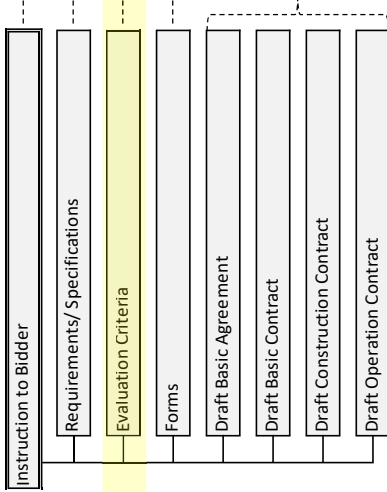 Instruction to Bidder
Requirements/ Specifications
Evaluation Criteria
Forms
Draft Basic Agreement
Draft Basic Contract
Draft Construction Contract
Draft Operation Contract